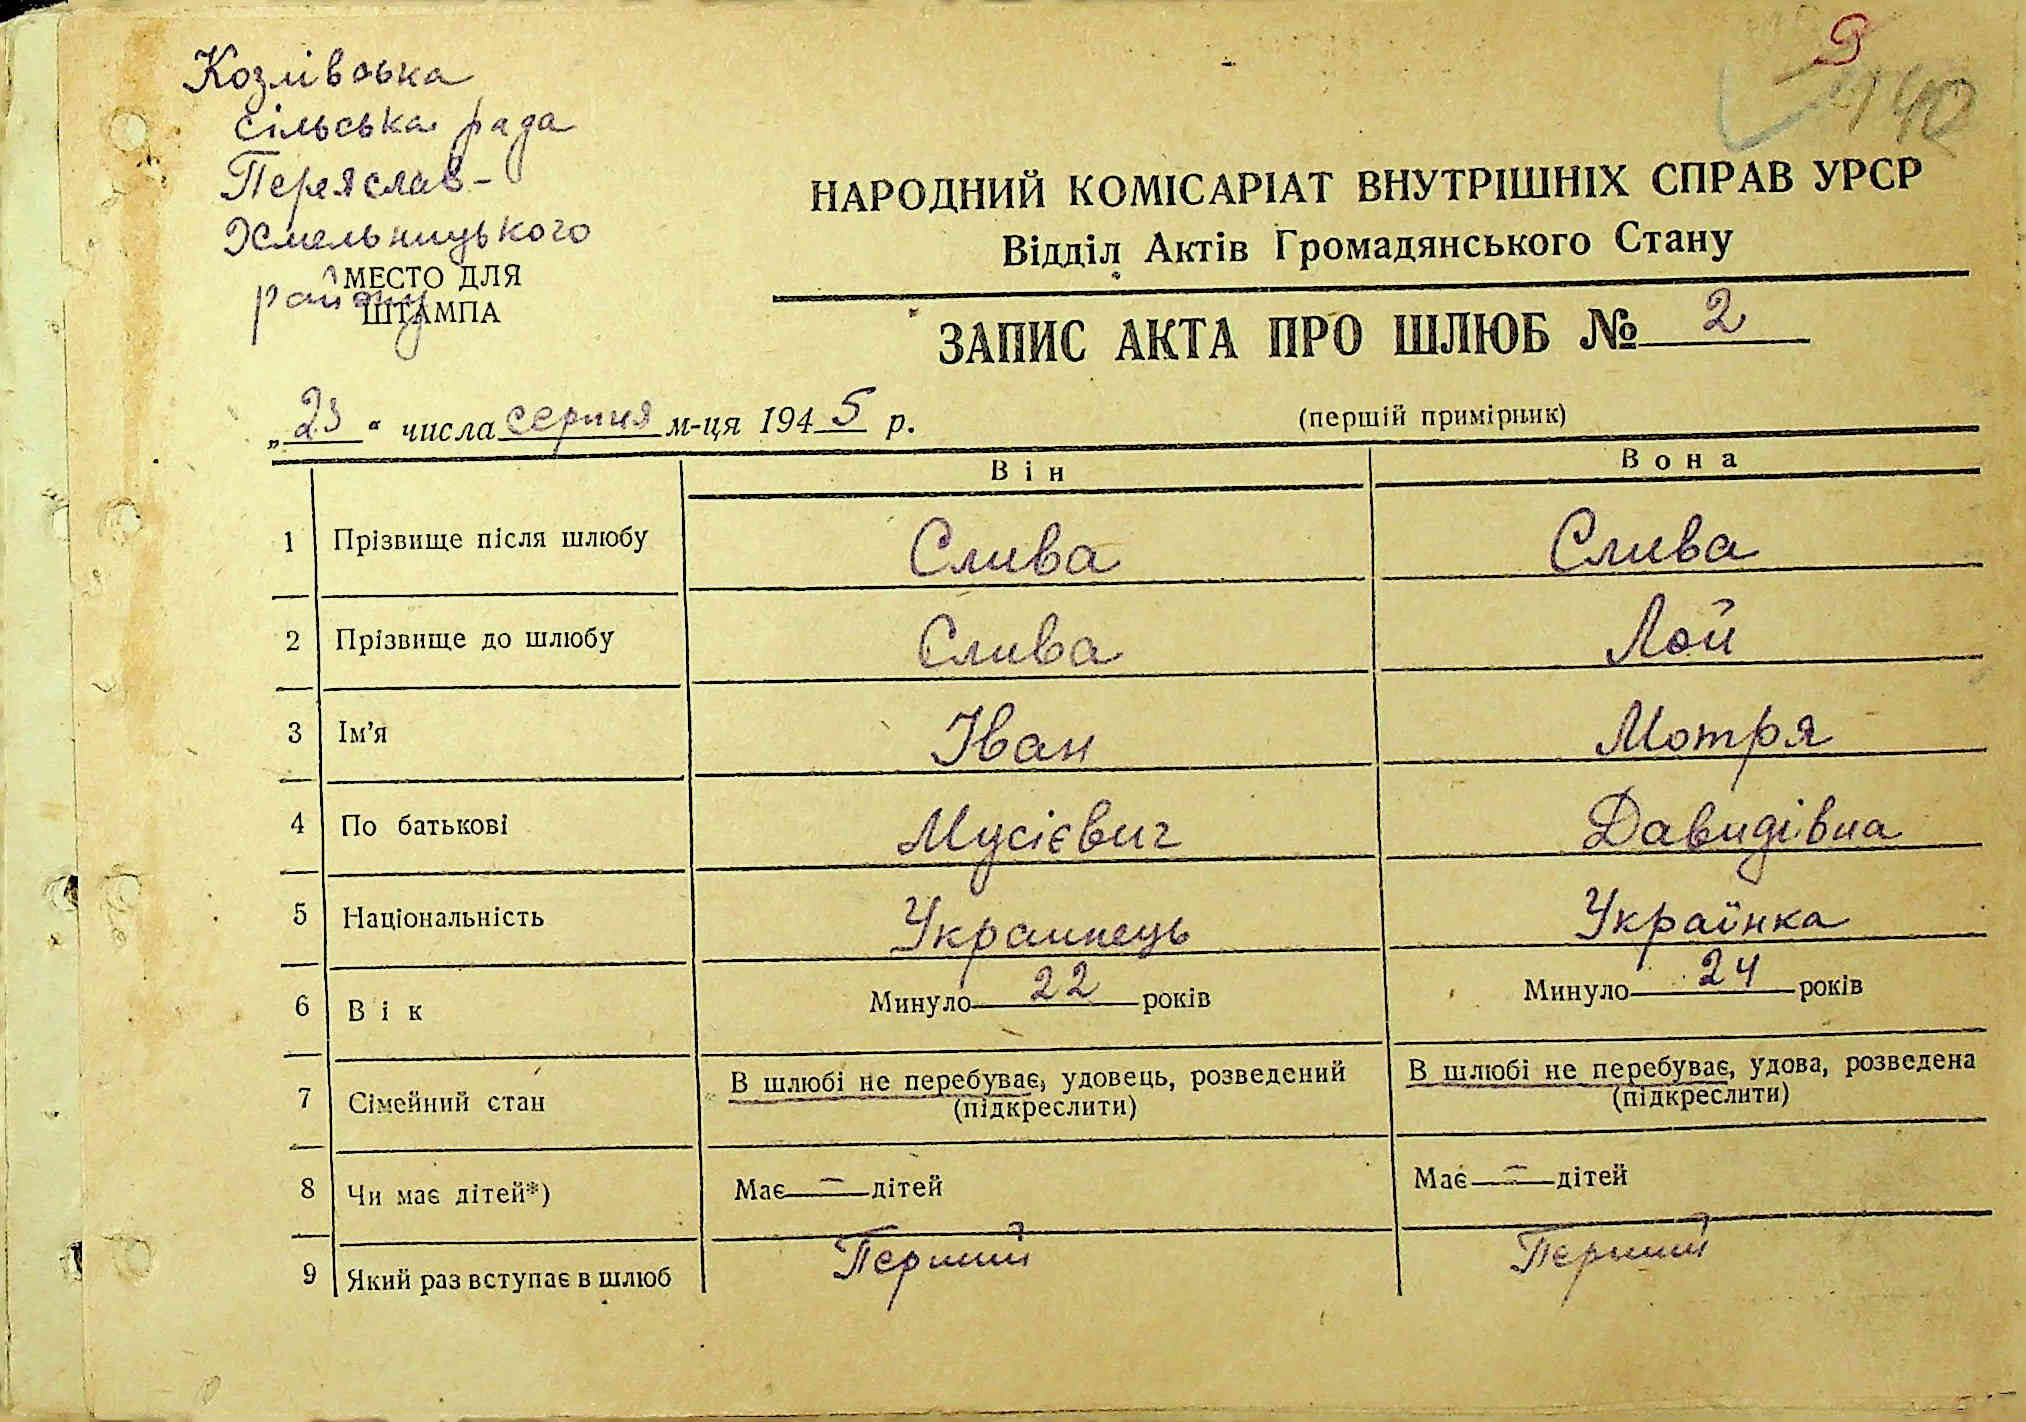 Козлівська
сільська рада
Переяслав-
Хмельницького
району
МЕСТО ДЛЯ
ШТАМПА
9
140
НАРОДНИЙ КОМІСАРІАТ ВНУТРІШНІХ СПРАВ УРСР
Відділ Актів Громадянського Стану
ЗАПИС АКТА ПРО ШЛЮБ № 2
„23“ числа серпня м-ця 1945 р.
(першій примірник)
Він Вона
1 Прізвище після шлюбу Слива Слива
2 Прізвище до шлюбу Слива Лой
3 Ім'я Іван Мотря
4 По батькові Мусієвич Давидівна
5 Національність Украинець Українка
6 Вік Минуло 22 років Минуло 24 років
7 Сімейний стан В шлюбі не перебуває, удовець, розведений В шлюбі не перебуває, удова, розведена
(підкреслити) (підкреслити)
8 Чи має дітей*) Має — дітей Має — дітей
9 Який раз вступає в шлюб Перший Перший